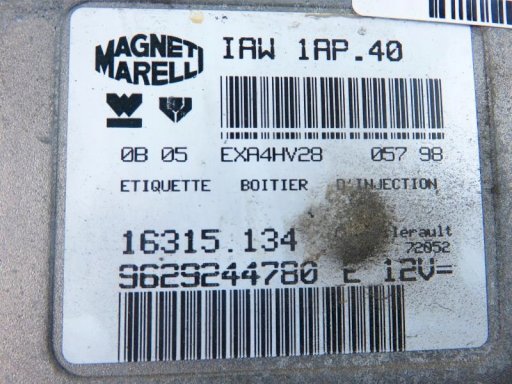 MAGNETI MARELLI
IAW 1AP.40
0B 05 EXA4HV28 057 98
ETIQUETTE BOITIER D'INJECTION
16315.134
72052
9629244780 E 12V=